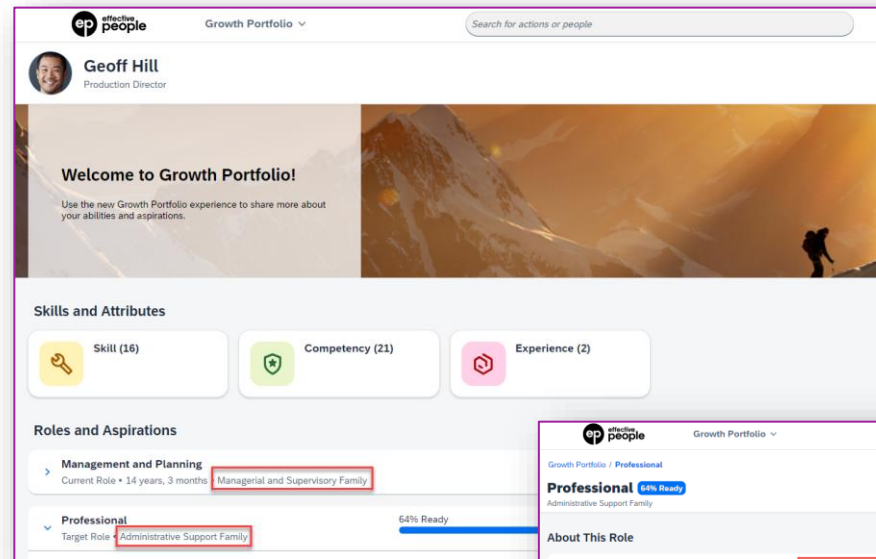 ep effective people
Growth Portfolio
Search for actions or people
Geoff Hill
Production Director
Welcome to Growth Portfolio!
Use the new Growth Portfolio experience to share more about
your abilities and aspirations.
Skills and Attributes
Skill (16)
Competency (21)
Experience (2)
Roles and Aspirations
Management and Planning
Current Role • 14 years, 3 months • Managerial and Supervisory Family
Professional
Target Role • Administrative Support Family
64% Ready
ep effective people
Growth Portfolio
Growth Portfolio / Professional
Professional 64% Ready
Administrative Support Family
About This Role